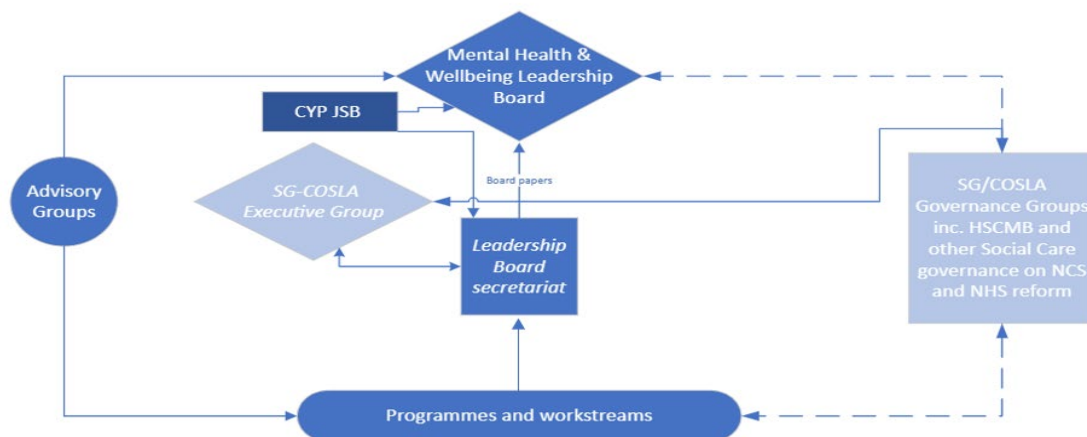 Mental Health &
Wellbeing Leadership
Board
CYP JSB
Advisory
Groups
SG-COSLA
Executive Group
Board papers
Leadership
Board
secretariat
SG/COSLA
Governance Groups
inc. HSCMB and
other Social Care
governance on NCS
and NHS reform
Programmes and workstreams